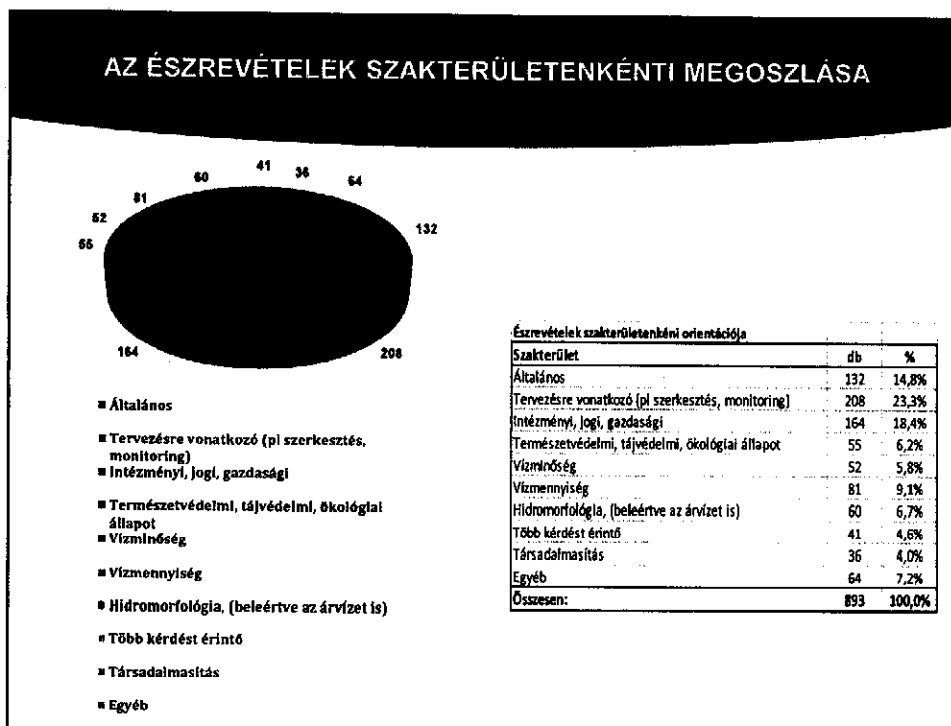 AZ ÉSZREVÉTELEK SZAKTERÜLETENKÉNTI MEGOSZLÁSA
41
36
60
64
81
52
132
55
164
208
■ Általános
■ Tervezésre vonatkozó (pl szerkesztés,
monitoring)
■ Intézményi, jogi, gazdasági
■ Természetvédelmi, tájvédelmi, ökológiai
állapot
■ Vízminőség
■ Vízmennyiség
■ Hidromorfológia, (beleértve az árvízet is)
■ Több kérdést érintő
■ Társadalmasítás
■ Egyéb
Észrevételek szakterületenkéni orientációja
Szakterület db %
Általános 132 14,8%
Tervezésre vonatkozó (pl szerkesztés, monitoring) 208 23,3%
Intézményi, jogi, gazdasági 164 18,4%
Természetvédelmi, tájvédelmi, ökológiai állapot 55 6,2%
Vízminőség 52 5,8%
Vízmennyiség 81 9,1%
Hidromorfológia, (beleértve az árvízet is) 60 6,7%
Több kérdést érintő 41 4,6%
Társadalmasítás 36 4,0%
Egyéb 64 7,2%
Összesen: 893 100,0%